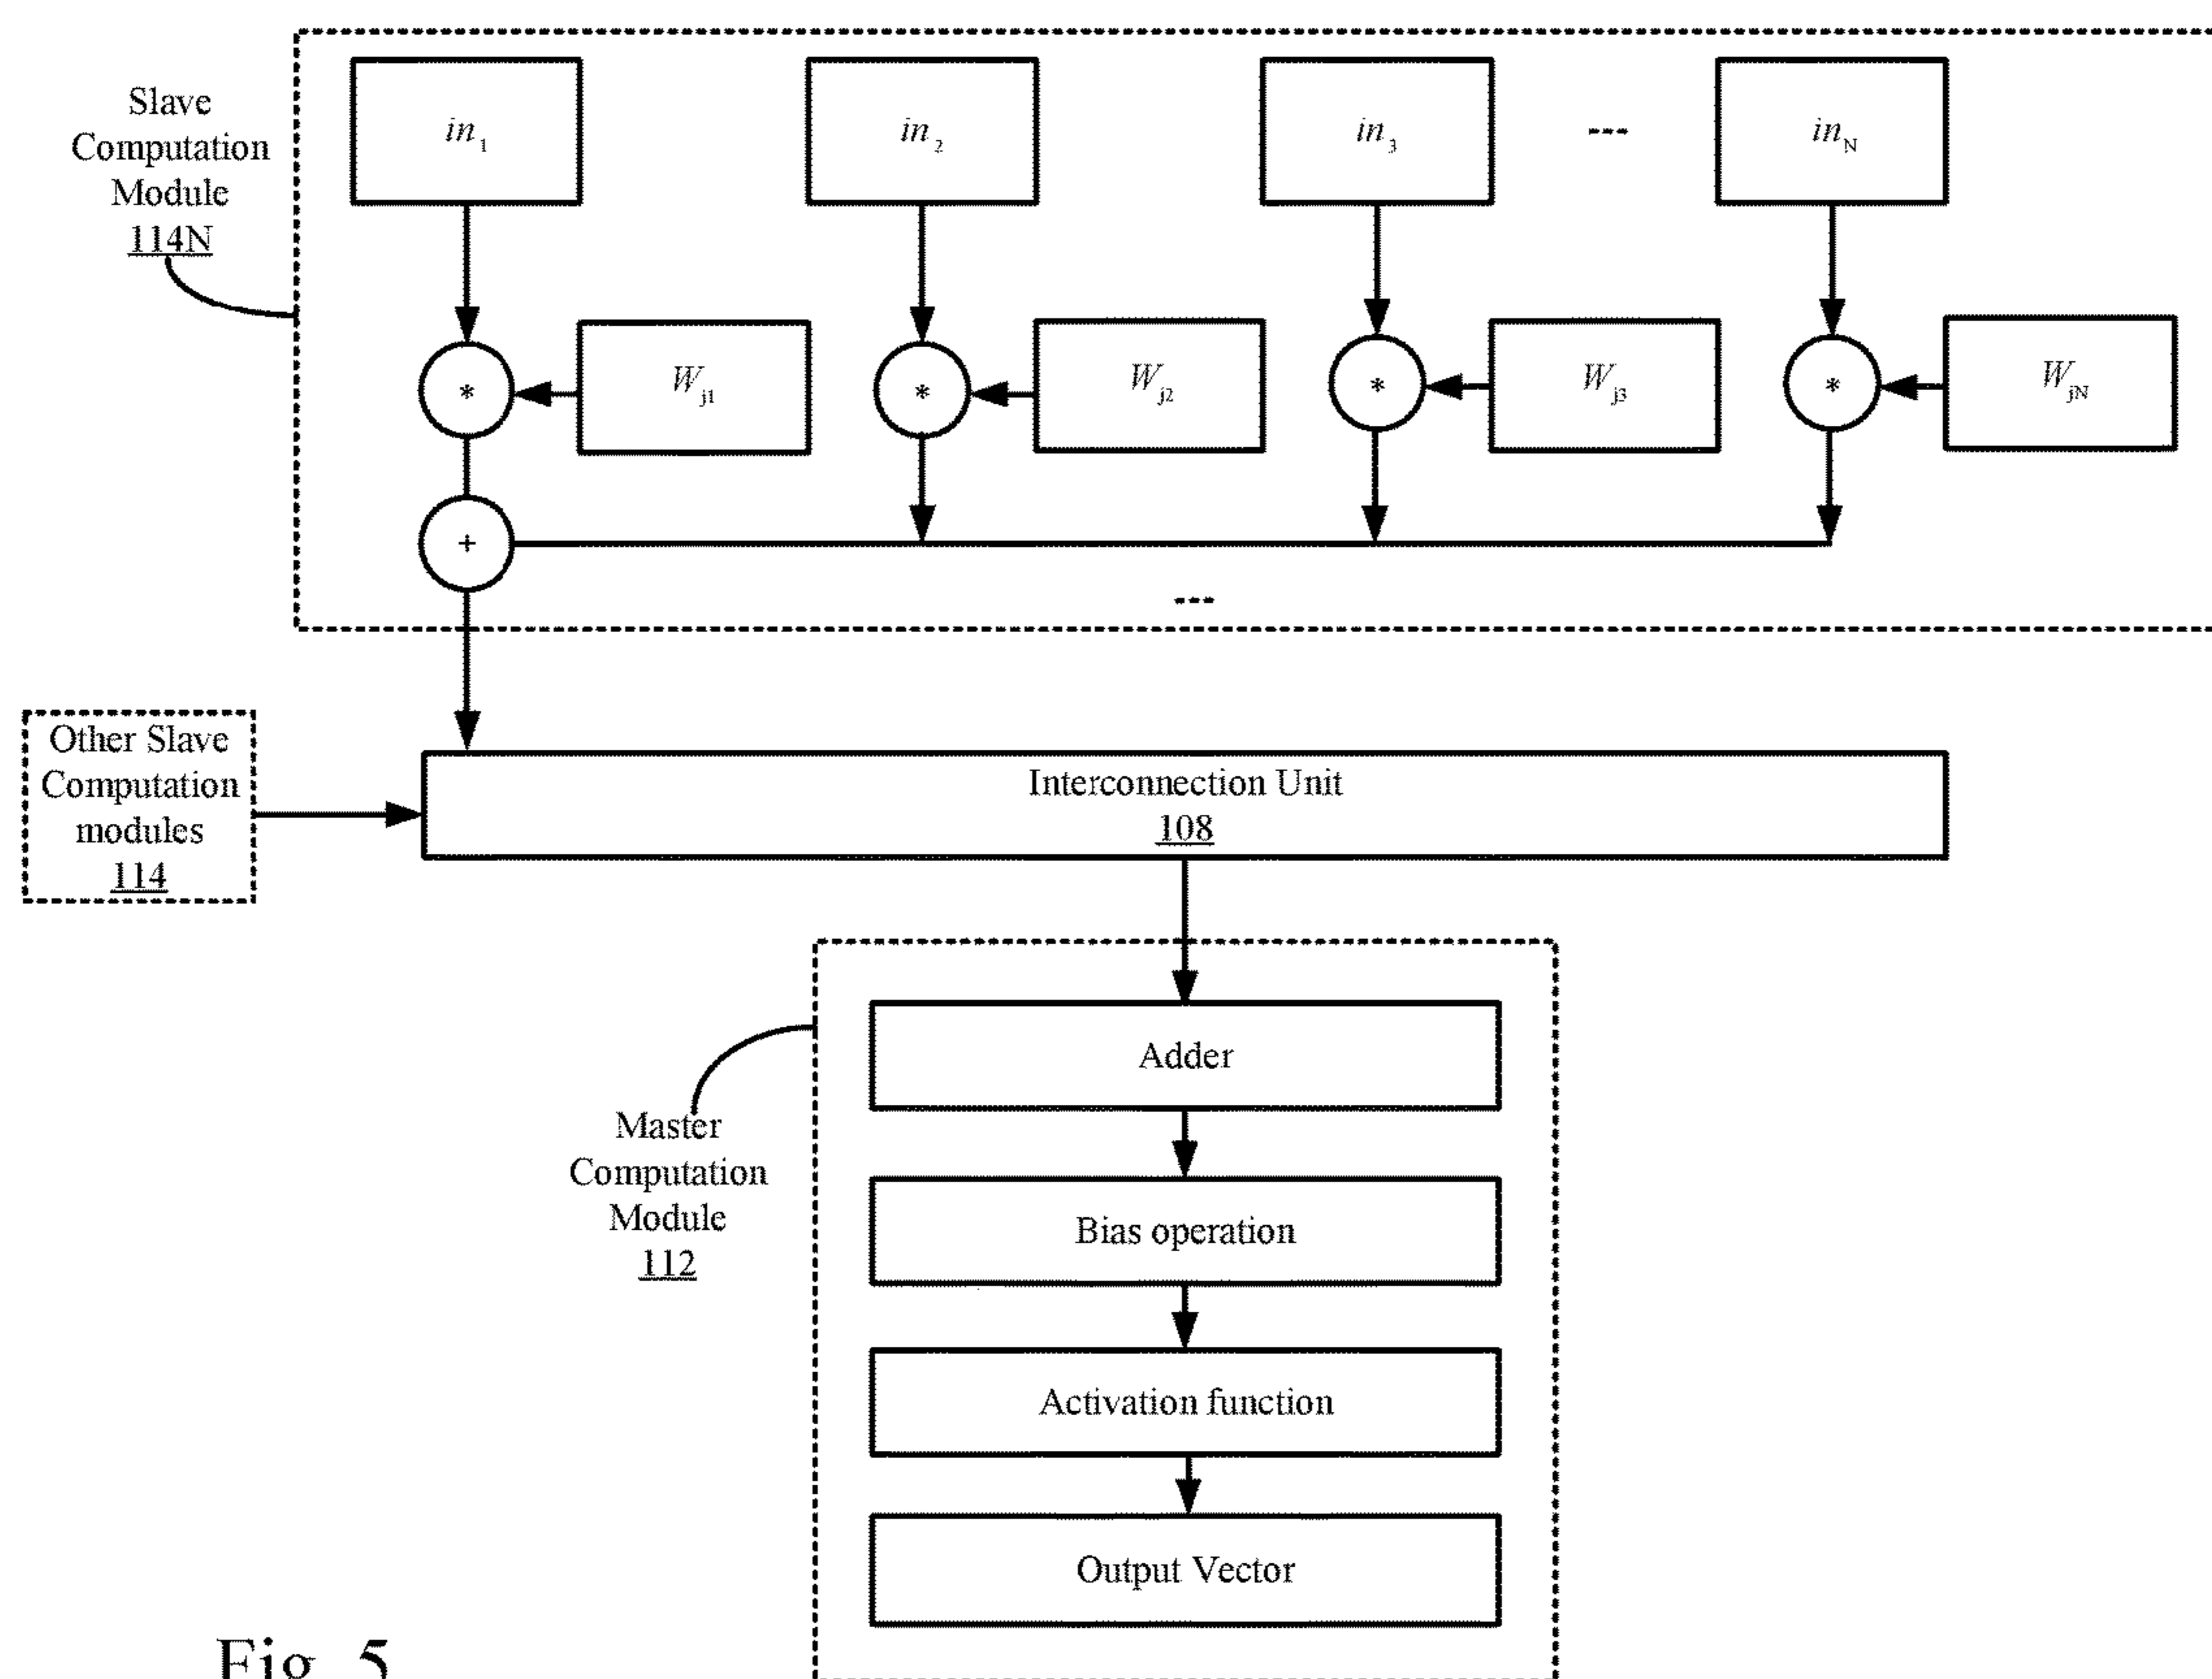 Slave
Computation
Module
114N
in1
in2
in3
---
inN
*
Wj1
*
Wj2
*
Wj3
*
WjN
+
---
Other Slave
Computation
modules
114
Interconnection Unit
108
Master
Computation
Module
112
Adder
Bias operation
Activation function
Output Vector
Fig. 5